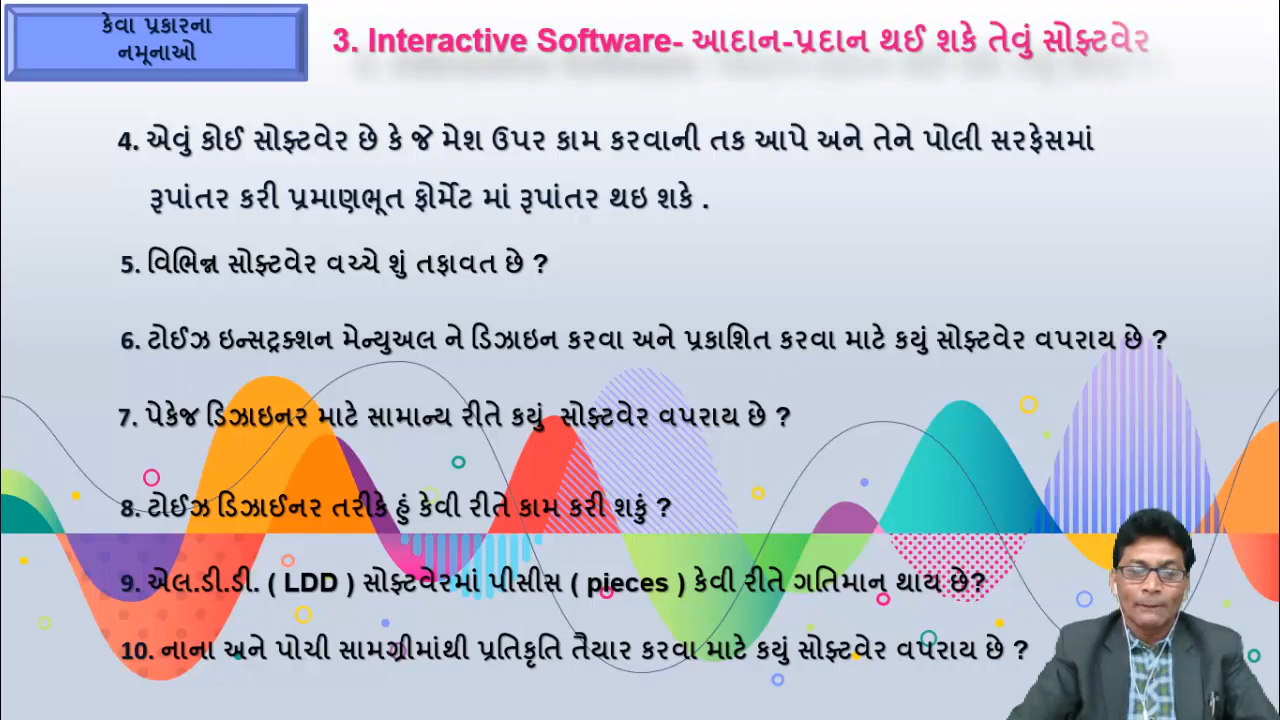 કેવા પ્રકારના
નમૂનાઓ
3. Interactive Software- આદાન-પ્રદાન થઈ શકે તેવું સોફ્ટવેર
4. એવું કોઈ સોફ્ટવેર છે કે જે મેશ ઉપર કામ કરવાની તક આપે અને તેને પોલી સરફેસમાં
રૂપાંતર કરી પ્રમાણભૂત ફોર્મેટ માં રૂપાંતર થઇ શકે .
5. વિભિન્ન સોફ્ટવેર વચ્ચે શું તફાવત છે ?
6. ટોઈઝ ઇન્સટ્રક્શન મેન્યુઅલ ને ડિઝાઇન કરવા અને પ્રકાશિત કરવા માટે કયું સોફ્ટવેર વપરાય છે ?
7. પેકેજ ડિઝાઇનર માટે સામાન્ય રીતે કયું સોફ્ટવેર વપરાય છે ?
8. ટોઈઝ ડિઝાઈનર તરીકે હું કેવી રીતે કામ કરી શકું ?
9. એલ.ડી.ડી. ( LDD ) સોફ્ટવેરમાં પીસીસ ( pieces ) કેવી રીતે ગતિમાન થાય છે?
10. નાના અને પોચી સામગ્રીમાંથી પ્રતિકૃતિ તૈયાર કરવા માટે કયું સોફ્ટવેર વપરાય છે ?